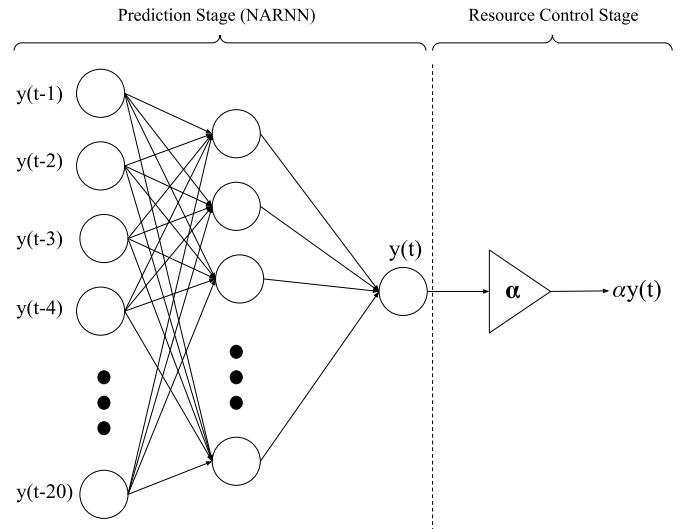 Prediction Stage (NARNN)
Resource Control Stage
y(t-1)
y(t-2)
y(t-3)
y(t-4)
y(t-20)
y(t)
α
αy(t)